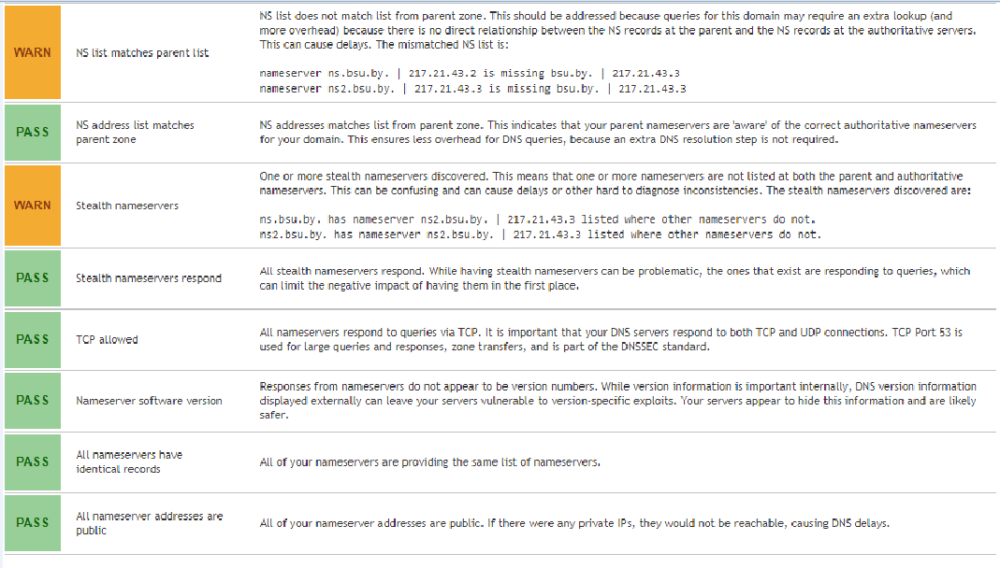 NS list does not match list from parent zone. This should be addressed because queries for this domain may require an extra lookup (and
more overhead) because there is no direct relationship between the NS records at the parent and the NS records at the authoritative servers.
This can cause delays. The mismatched NS list is:
WARN
NS list matches parent list
nameserver ns.bsu.by. | 217.21.43.2 is missing bsu.by. | 217.21.43.3
nameserver ns2.bsu.by. | 217.21.43.3 is missing bsu.by. | 217.21.43.3
PASS
NS address list matches
parent zone
NS addresses matches list from parent zone. This indicates that your parent nameservers are 'aware' of the correct authoritative nameservers
for your domain. This ensures less overhead for DNS queries, because an extra DNS resolution step is not required.
WARN
Stealth nameservers
One or more stealth nameservers discovered. This means that one or more nameservers are not listed at both the parent and authoritative
nameservers. This can be confusing and can cause delays or other hard to diagnose inconsistencies. The stealth nameservers discovered are:
ns.bsu.by. has nameserver ns2.bsu.by. | 217.21.43.3 listed where other nameservers do not.
ns2.bsu.by. has nameserver ns2.bsu.by. | 217.21.43.3 listed where other nameservers do not.
PASS
Stealth nameservers respond
All stealth nameservers respond. While having stealth nameservers can be problematic, the ones that exist are responding to queries, which
can limit the negative impact of having them in the first place.
PASS
TCP allowed
All nameservers respond to queries via TCP. It is important that your DNS servers respond to both TCP and UDP connections. TCP Port 53 is
used for large queries and responses, zone transfers, and is part of the DNSSEC standard.
PASS
Nameserver software version
Responses from nameservers do not appear to be version numbers. While version information is important internally, DNS version information
displayed externally can leave your servers vulnerable to version-specific exploits. Your servers appear to hide this information and are likely
safer.
PASS
All nameservers have
identical records
All of your nameservers are providing the same list of nameservers.
PASS
All nameserver addresses are
public
All of your nameserver addresses are public. If there were any private IPs, they would not be reachable, causing DNS delays.